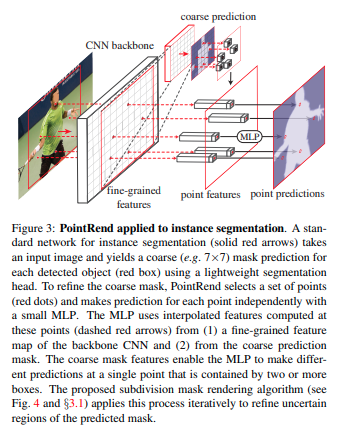 coarse prediction
CNN backbone
MLP
fine-grained
features
point features
point predictions
Figure 3: PointRend applied to instance segmentation. A stan-
dard network for instance segmentation (solid red arrows) takes
an input image and yields a coarse (e.g. 7×7) mask prediction for
each detected object (red box) using a lightweight segmentation
head. To refine the coarse mask, PointRend selects a set of points
(red dots) and makes prediction for each point independently with
a small MLP. The MLP uses interpolated features computed at
these points (dashed red arrows) from (1) a fine-grained feature
map of the backbone CNN and (2) from the coarse prediction
mask. The coarse mask features enable the MLP to make differ-
ent predictions at a single point that is contained by two or more
boxes. The proposed subdivision mask rendering algorithm (see
Fig. 4 and §3.1) applies this process iteratively to refine uncertain
regions of the predicted mask.